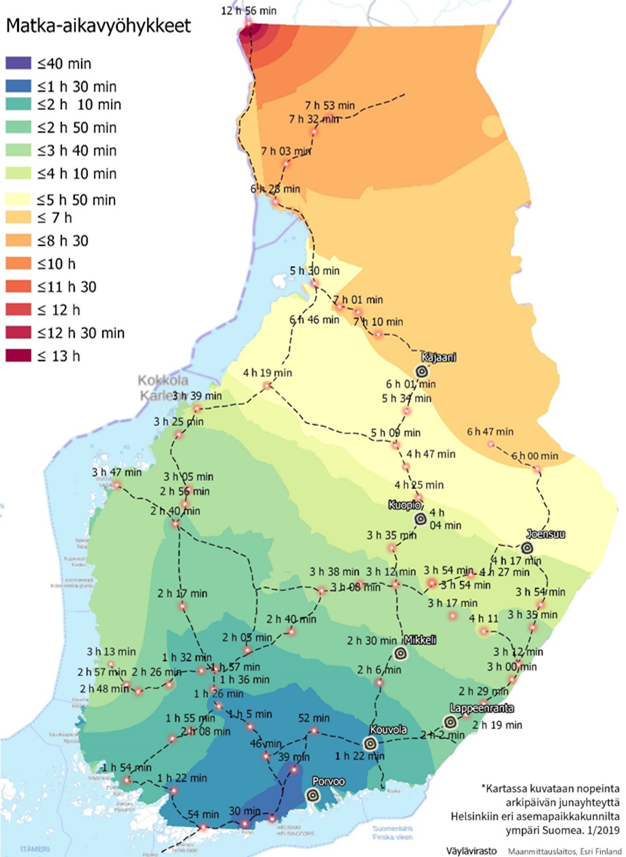 12 h 56 min
Matka-aikavyöhykkeet
≤40 min
≤1 h 30 min
≤2 h 10 min
≤2 h 50 min
≤3 h 40 min
≤4 h 10 min
≤5 h 50 min
≤ 7 h
≤8 h 30
≤10 h
≤11 h 30
≤ 12 h
≤12 h 30 min
≤ 13 h
7 h 53 min
7 h 32 min
7 h 03 min
6 h 28 min
5 h 30 min
7 h 01 min
6 h 46 min
7 h 10 min
Kajaani
4 h 19 min
6 h 01 min
Kokkola
3 h 39 min
5 h 34 min
3 h 25 min
5 h 09 min
6 h 47 min
4 h 47 min
6 h 00 min
3 h 47 min
3 h 05 min
4 h 25 min
2 h 56 min
Kuopio
4 h
04 min
2 h 40 min
3 h 35 min
Joensuu
4 h 17 min
3 h 38 min
3 h 12 min
3 h 54 min
4 h 27 min
3 h 08 min
3 h 54 min
2 h 17 min
3 h 54 min
3 h 17 min
3 h 35 min
2 h 40 min
4 h 11
2 h 05 min
2 h 30 min
Mikkeli
3 h 13 min
1 h 32 min
3 h 12 min
2 h 57 min
2 h 26 min
1 h 57 min
3 h 00 min
2 h 48 min
1 h 36 min
2 h 6 min
1 h 26 min
2 h 29 min
1 h 55 min
1 h 5 min
52 min
Lappeenranta
2 h 19 min
2 h 08 min
Kouvola
2 h 2 min
46 min
39 min
1 h 22 min
1 h 54 min
1 h 22 min
Porvoo
54 min
30 min
*Kartassa kuvataan nopeinta
arkipäivän junayhteyttä
Helsinkiin eri asemapaikkakunnilta
ympäri Suomea. 1/2019
Suomenlahti
Finska viken
Väylävirasto Maanmittauslaitos, Esri Finland